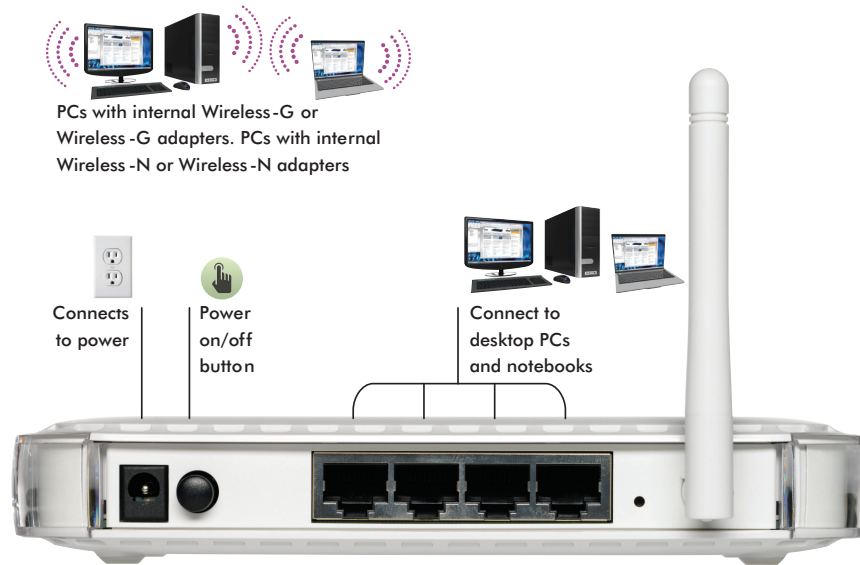 PCs with internal Wireless-G or
Wireless-G adapters. PCs with internal
Wireless-N or Wireless-N adapters
Connects
to power
Power
on/off
button
Connect to
desktop PCs
and notebooks